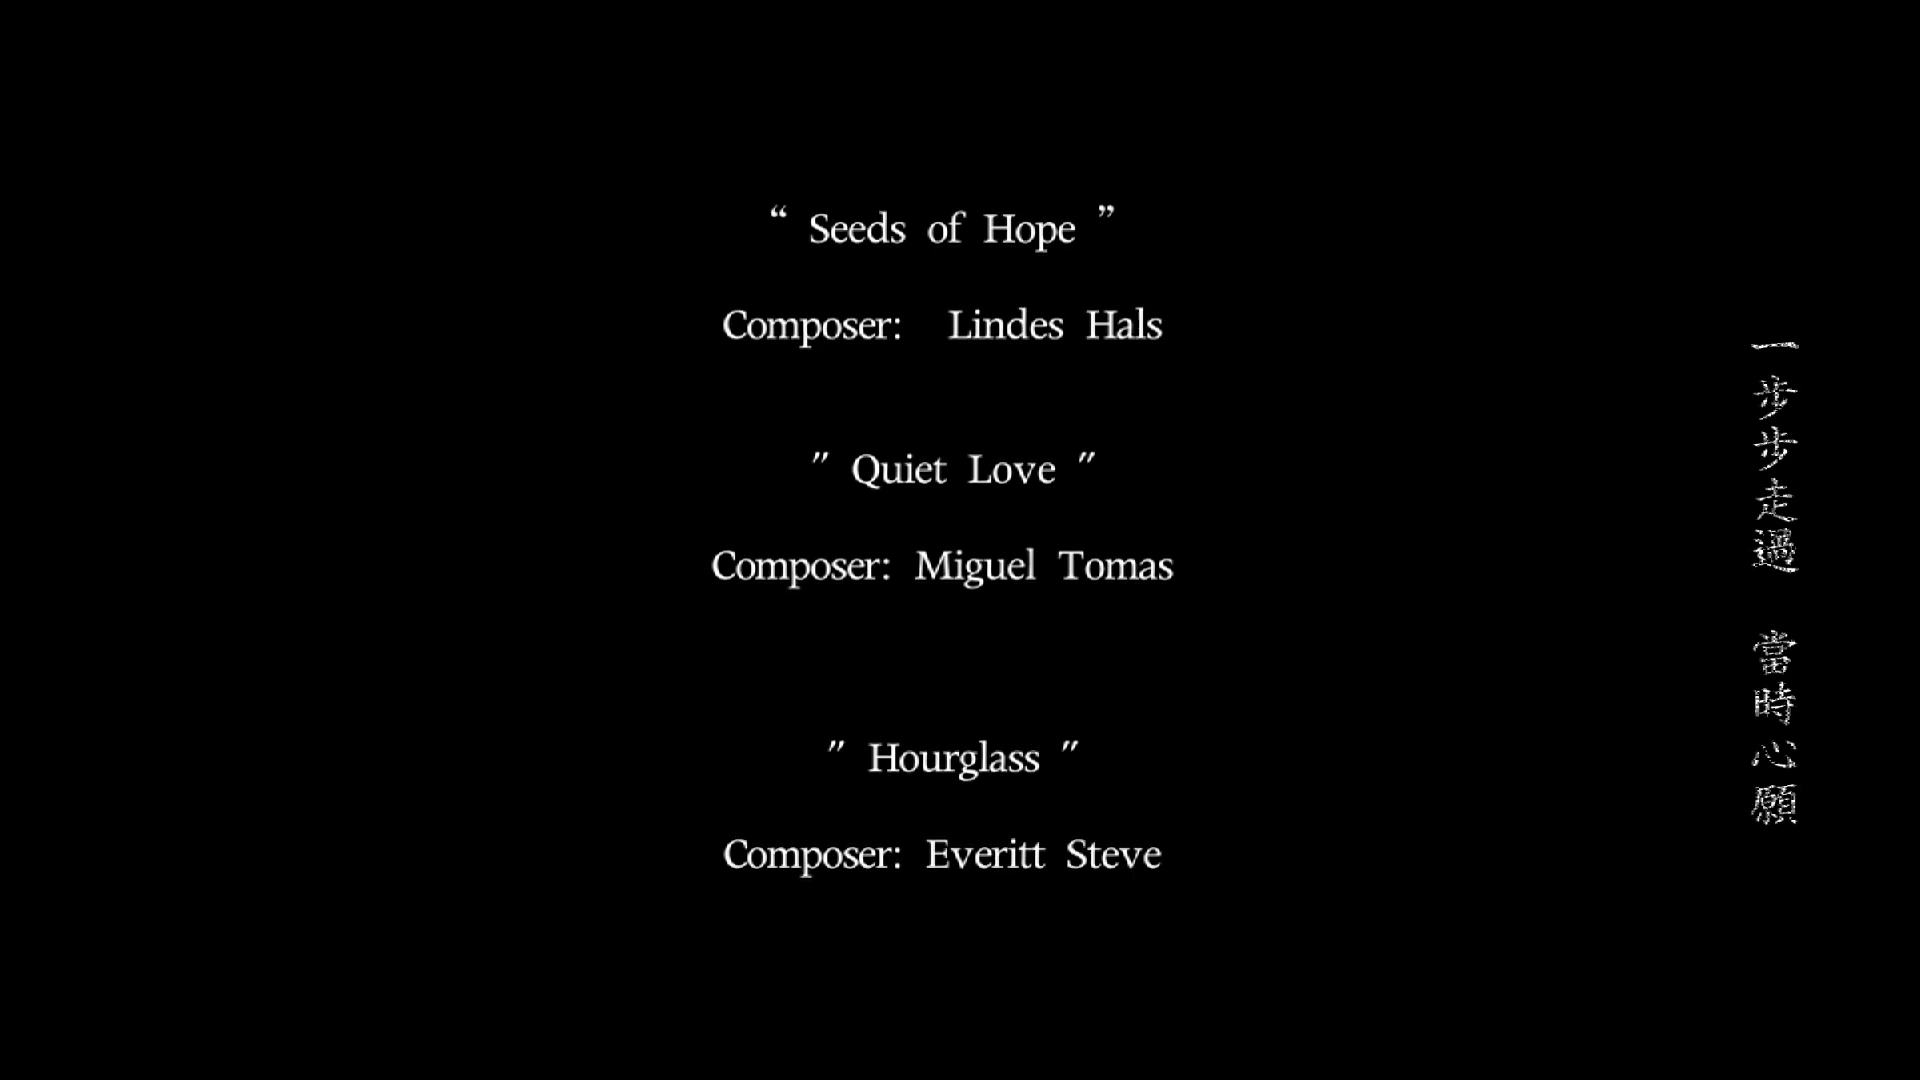 “ Seeds of Hope ”
Composer: Lindes Hals
" Quiet Love "
Composer: Miguel Tomas
" Hourglass "
Composer: Everitt Steve
一步步走過 當時心願